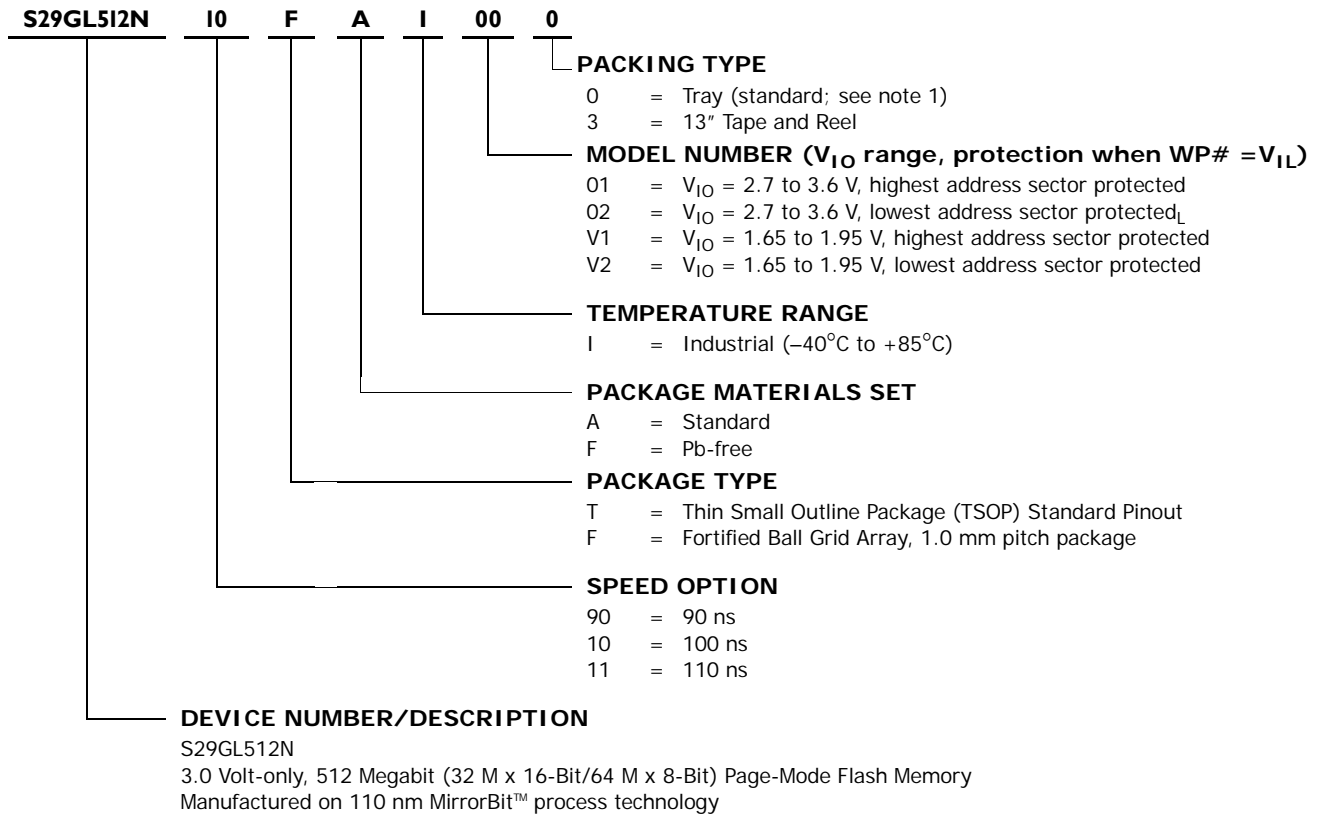 S29GL512N 10 F A I 00 0
PACKING TYPE
0 = Tray (standard; see note 1)
3 = 13″ Tape and Reel
MODEL NUMBER (VIO range, protection when WP# =VIL)
01 = VIO = 2.7 to 3.6 V, highest address sector protected
02 = VIO = 2.7 to 3.6 V, lowest address sector protectedL
V1 = VIO = 1.65 to 1.95 V, highest address sector protected
V2 = VIO = 1.65 to 1.95 V, lowest address sector protected
TEMPERATURE RANGE
I = Industrial (–40°C to +85°C)
PACKAGE MATERIALS SET
A = Standard
F = Pb-free
PACKAGE TYPE
T = Thin Small Outline Package (TSOP) Standard Pinout
F = Fortified Ball Grid Array, 1.0 mm pitch package
SPEED OPTION
90 = 90 ns
10 = 100 ns
11 = 110 ns
DEVICE NUMBER/DESCRIPTION
S29GL512N
3.0 Volt-only, 512 Megabit (32 M x 16-Bit/64 M x 8-Bit) Page-Mode Flash Memory
Manufactured on 110 nm MirrorBit™ process technology